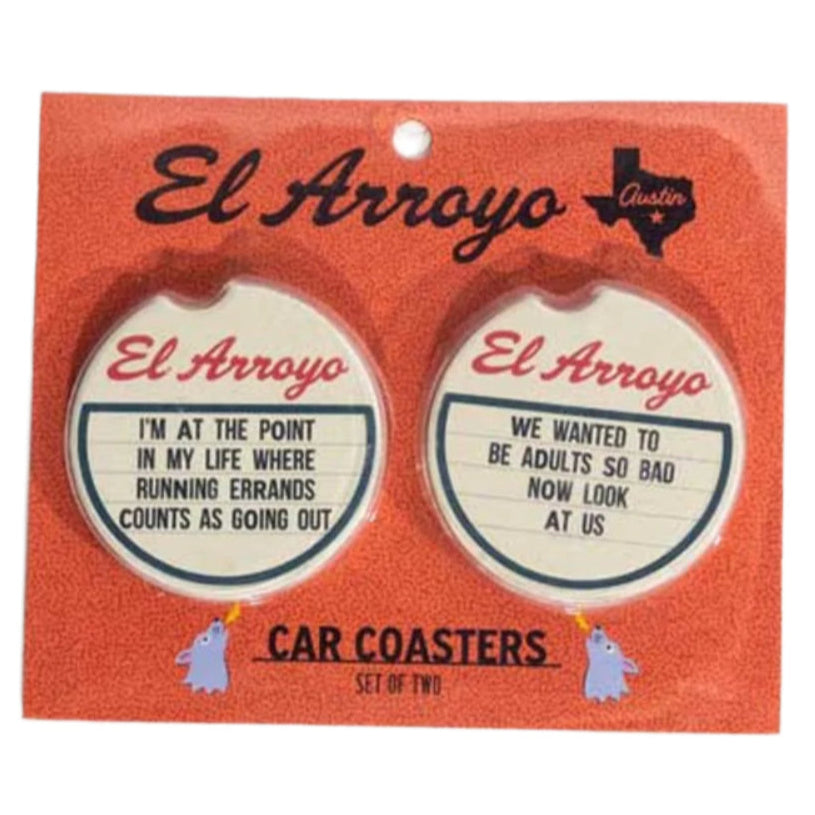 El Arroyo
Austin
El Arroyo
I'M AT THE POINT
IN MY LIFE WHERE
RUNNING ERRANDS
COUNTS AS GOING OUT
El Arroyo
WE WANTED TO
BE ADULTS SO BAD
NOW LOOK
AT US
CAR COASTERS
SET OF TWO